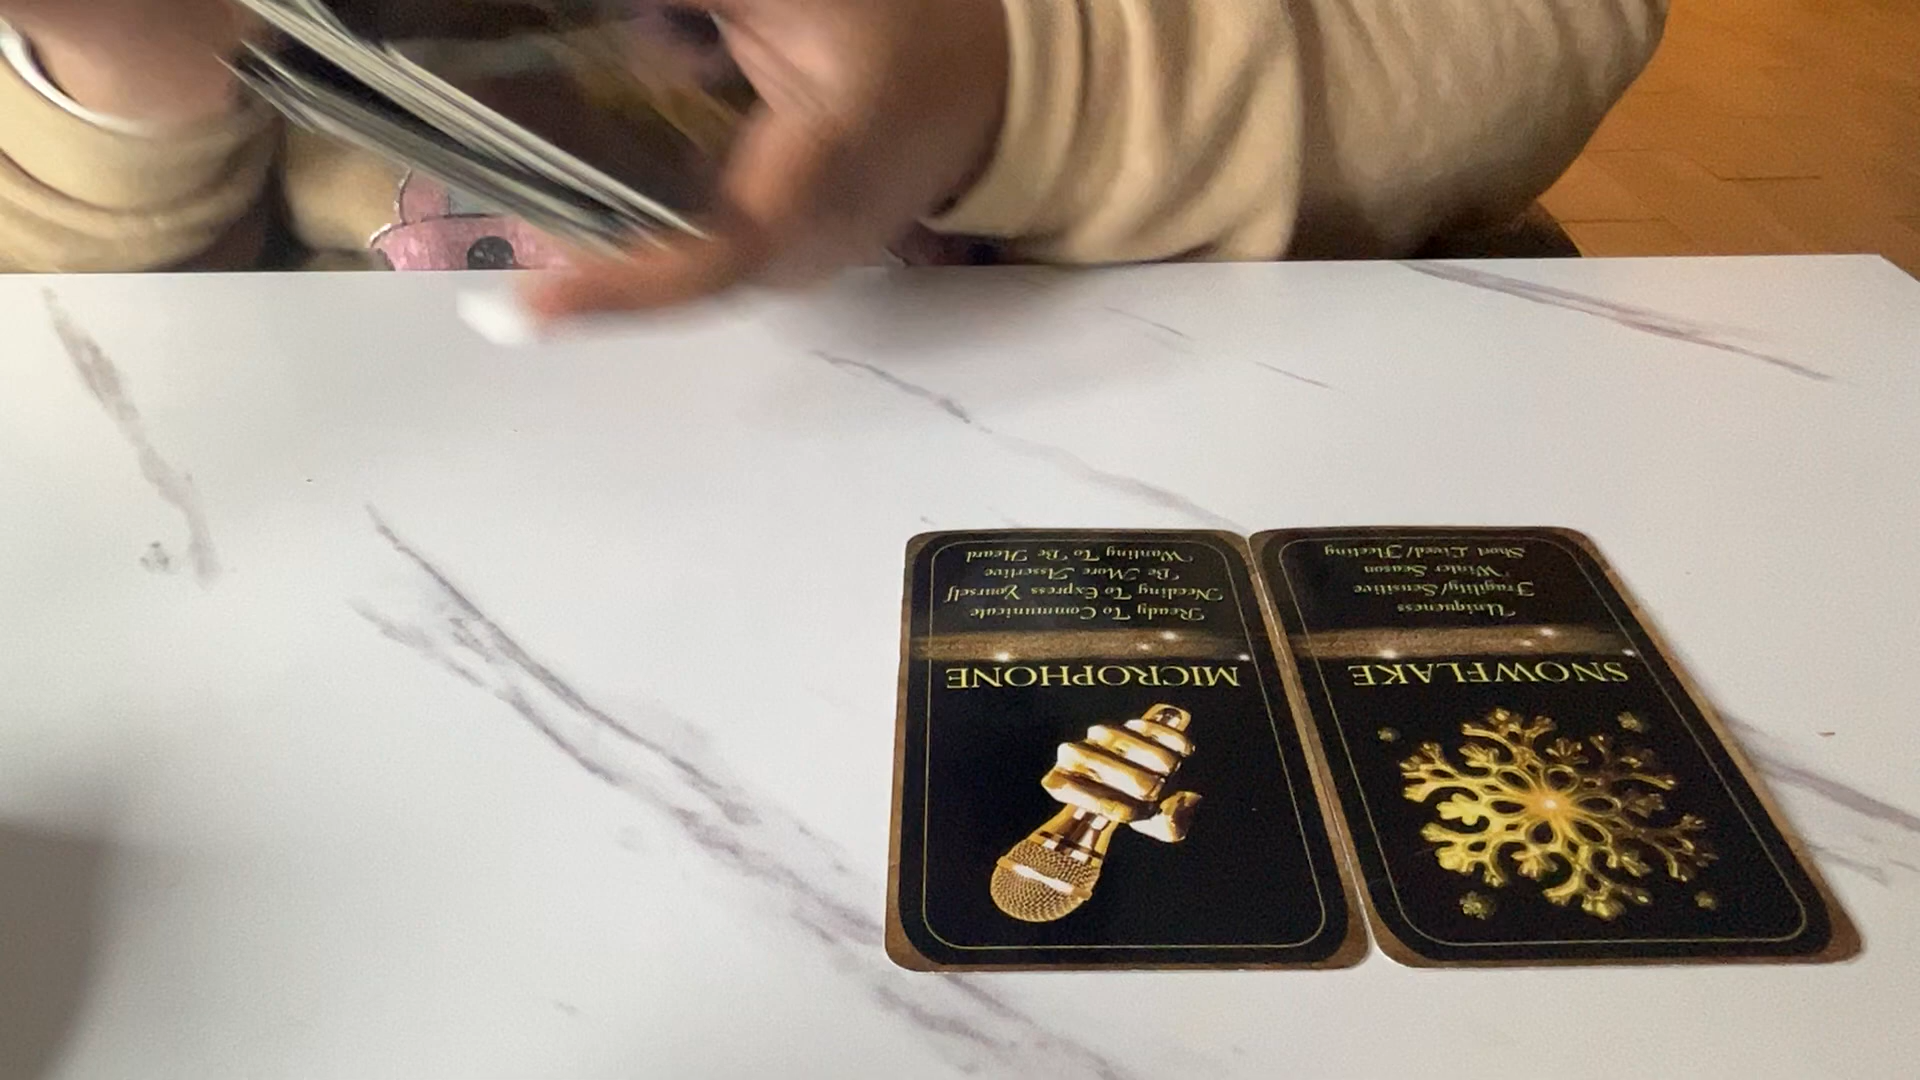 MICROPHONE
Ready To Communicate
Needing To Express Yourself
Be More Assertive
Wanting To Be Heard
SNOWFLAKE
Uniqueness
Fragility/Sensitive
Winter Season
Short Lived/Fleeting